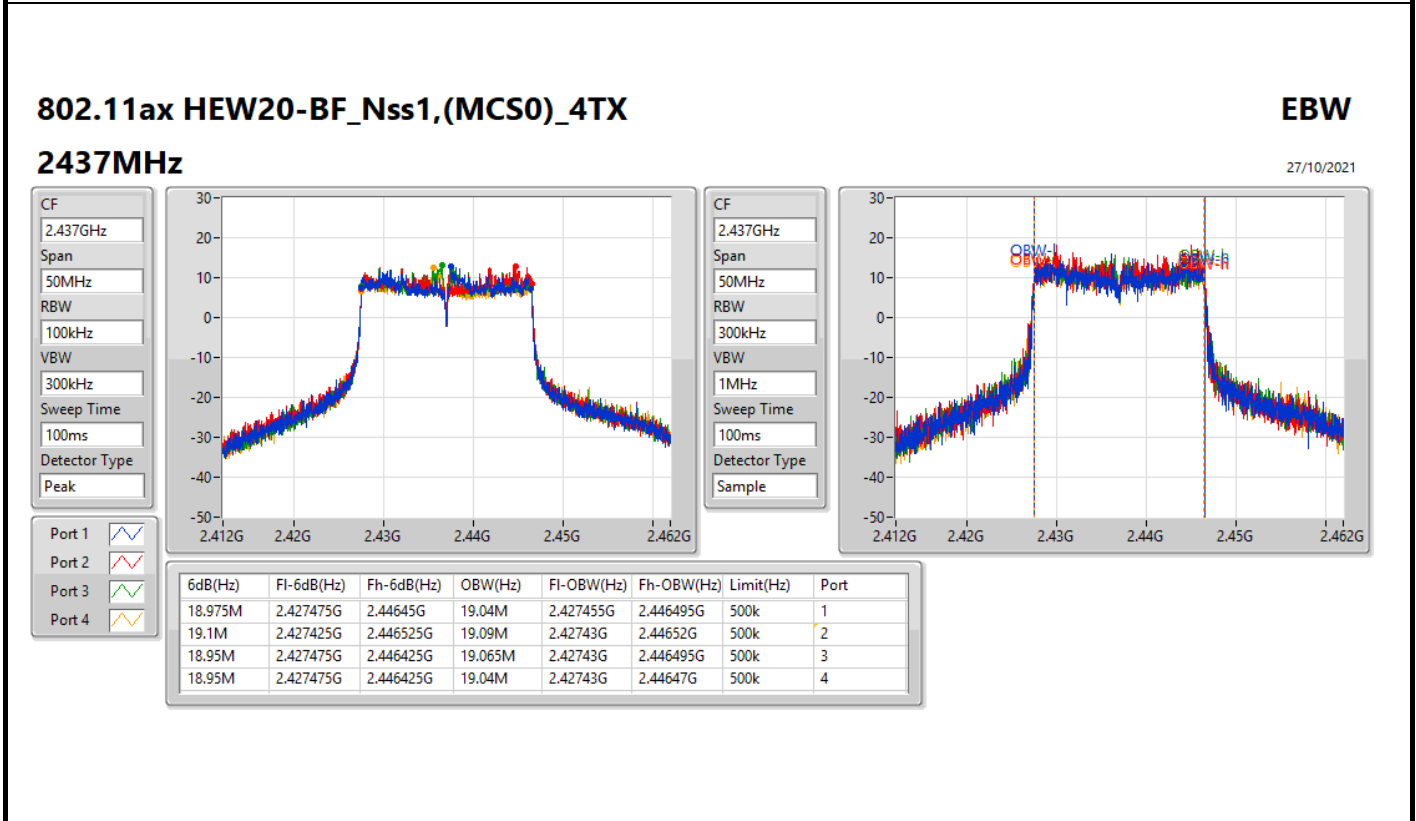 802.11ax HEW20-BF_Nss1,(MCS0)_4TX
EBW
2437MHz
27/10/2021
CF
2.437GHz
Span
50MHz
RBW
100kHz
VBW
300kHz
Sweep Time
100ms
Detector Type
Peak
30
20
10
0
-10
-20
-30
-40
-50
2.412G 2.42G 2.43G 2.44G 2.45G 2.462G
CF
2.437GHz
Span
50MHz
RBW
300kHz
VBW
1MHz
Sweep Time
100ms
Detector Type
Sample
30
20
10
0
-10
-20
-30
-40
-50
OBW-l
2.412G 2.42G 2.43G 2.44G 2.45G 2.462G
Port 1
Port 2
Port 3
Port 4
6dB(Hz) Fl-6dB(Hz) Fh-6dB(Hz) OBW(Hz) Fl-OBW(Hz) Fh-OBW(Hz) Limit(Hz) Port
18.975M 2.427475G 2.44645G 19.04M 2.427455G 2.446495G 500k 1
19.1M 2.427425G 2.446525G 19.09M 2.42743G 2.44652G 500k 2
18.95M 2.427475G 2.446425G 19.065M 2.42743G 2.446495G 500k 3
18.95M 2.427475G 2.446425G 19.04M 2.42743G 2.44647G 500k 4